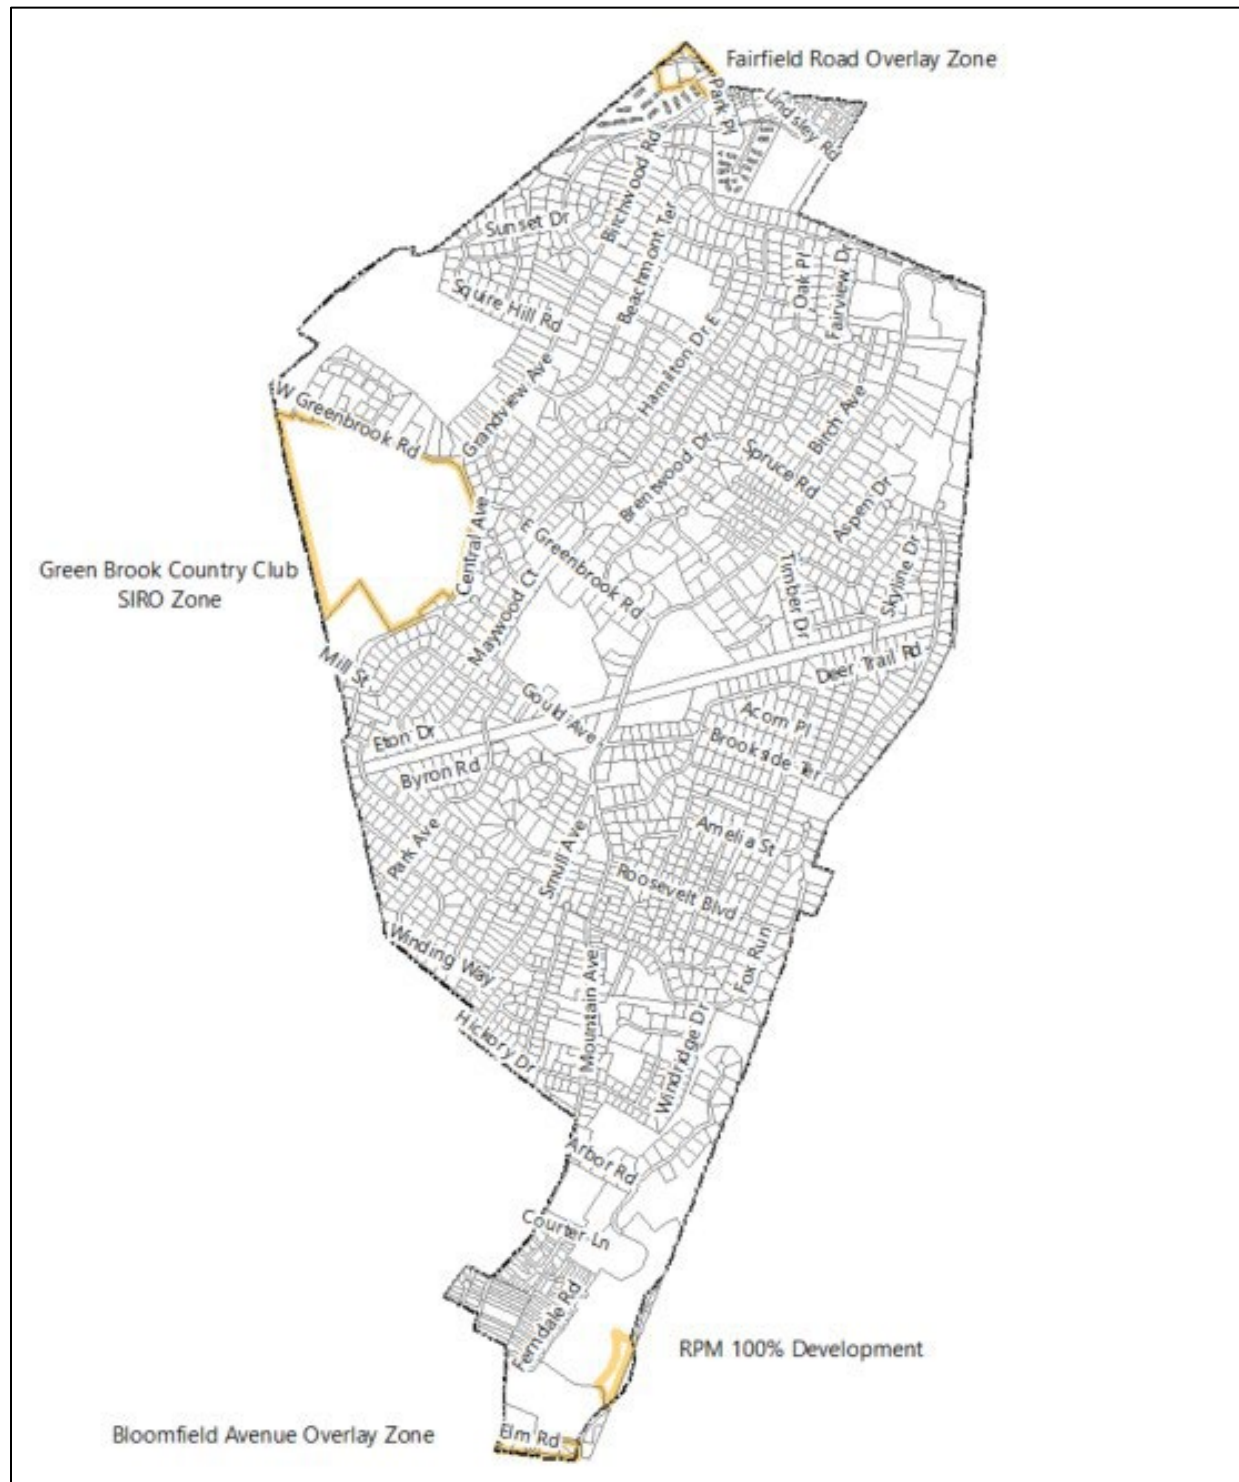 Fairfield Road Overlay Zone
Park Pl
Lindsley Rd
Birchwood Rd
Sunset Dr
Beachmont Ter
Oak Pl
Fairview Dr
Squire Hill Rd
Hamilton Dr E
Grandview Ave
W Greenbrook Rd
Birch Ave
Brentwood Dr
Spruce Rd
Aspen Dr
Central Ave
E Greenbrook Rd
Green Brook Country Club
SIRO Zone
Timber Dr
Skyline Dr
Maywood Ct
Mill St
Deer Trail Rd
Gould Ave
Acorn Pl
Eton Dr
Brookside Ter
Byron Rd
Amelia St
Park Ave
Smull Ave
Roosevelt Blvd
Winding Way
Fox Run
Mountain Ave
Hickory Dr
Windridge Dr
Arbor Rd
Courter Ln
Ferndale Rd
RPM 100% Development
Bloomfield Avenue Overlay Zone
Elm Rd